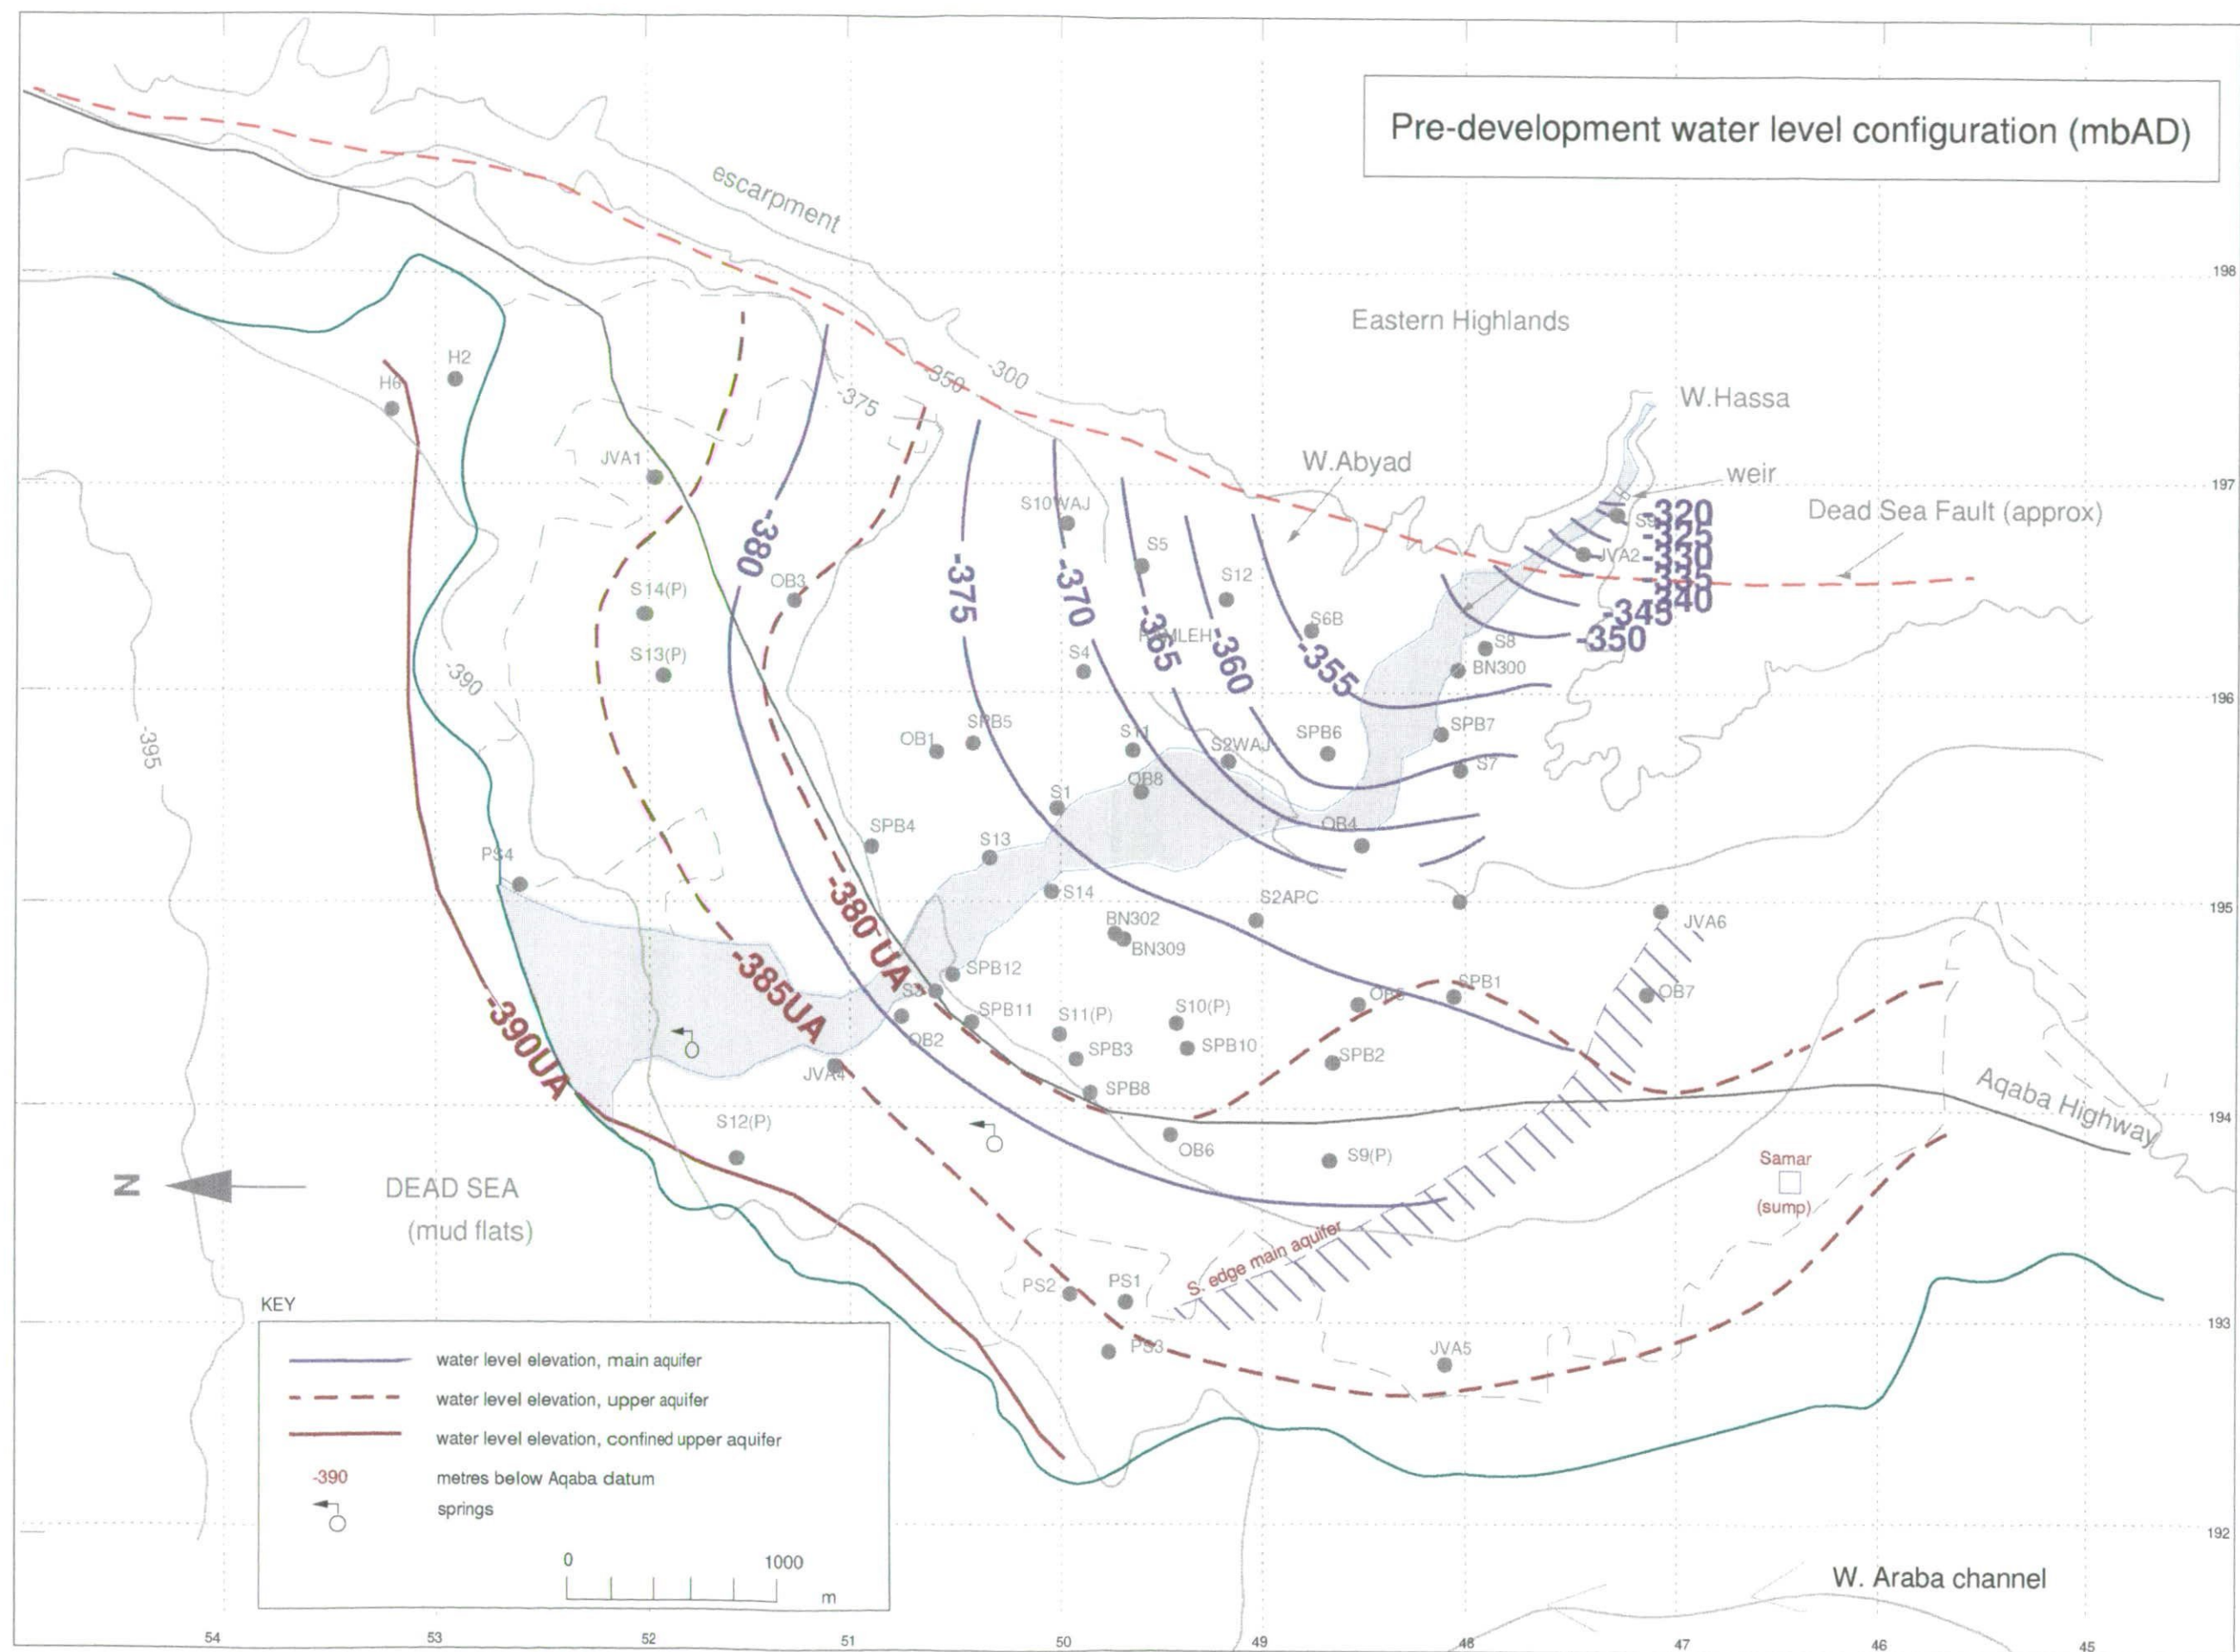 Pre-development water level configuration (mbAD)
escarpment
198
Eastern Highlands
-300
-350
-375
W.Hassa
H2
H6
W.Abyad
weir
JVA1
197
S10WAJ
Dead Sea Fault (approx)
-320
S9
-325
-330
-335
-340
-345
-350
JVA2
-380
S5
S12
OB3
-375
-370
-365
-360
-355
S14(P)
S6B
S13(P)
S4
S8
BN300
-390
196
-395
OB1
SPB5
S11
S2WAJ
SPB6
SPB7
S7
OB8
S1
OB4
SPB4
S13
PS4
S14
S2APC
195
JVA6
BN302
BN309
-380 UA
-385UA
-390UA
SPB12
S3
SPB1
OB7
OB5
SPB11
S11(P)
S10(P)
OB2
SPB3
SPB10
SPB2
JVA4
SPB8
Aqaba Highway
194
S12(P)
OB6
S9(P)
Samar
(sump)
N
DEAD SEA
(mud flats)
S. edge main aquifer
PS2
PS1
PS3
JVA5
193
KEY
water level elevation, main aquifer
water level elevation, upper aquifer
water level elevation, confined upper aquifer
-390 metres below Aqaba datum
springs
0 1000
m
192
W. Araba channel
54 53 52 51 50 49 48 47 46 45